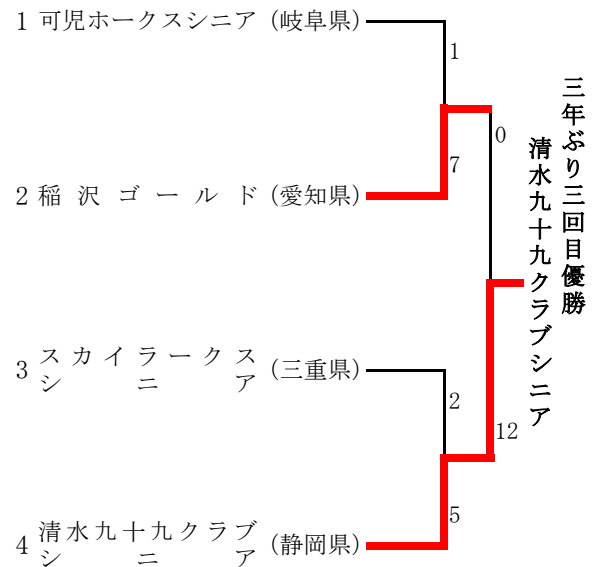 1 可児ホークスシニア (岐阜県)
1
7
2 稲沢ゴールド (愛知県)
0
12
3 スカイラークス
シニア (三重県)
2
5
4 清水九十九クラブ
シニア (静岡県)
三年ぶり三回目優勝
清水九十九クラブシニア